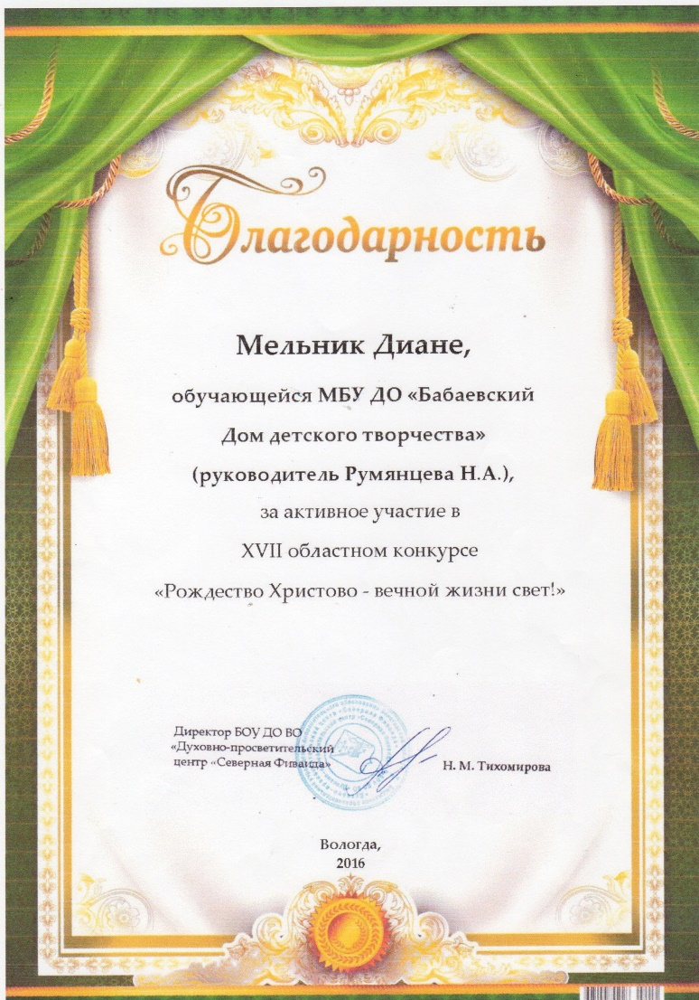 Благодарность
Мельник Диане,
обучающейся МБУ ДО «Бабаевский
Дом детского творчества»
(руководитель Румянцева Н.А.),
за активное участие в
XVII областном конкурсе
«Рождество Христово - вечной жизни свет!»
Директор БОУ ДО ВО
«Духовно-просветительский
центр «Северная Фиваида»
Н. М. Тихомирова
Вологда,
2016